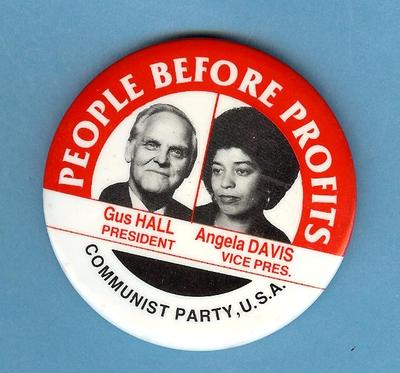 PEOPLE BEFORE PROFITS
Gus HALL
PRESIDENT
Angela DAVIS
VICE PRES.
COMMUNIST PARTY, U.S.A.